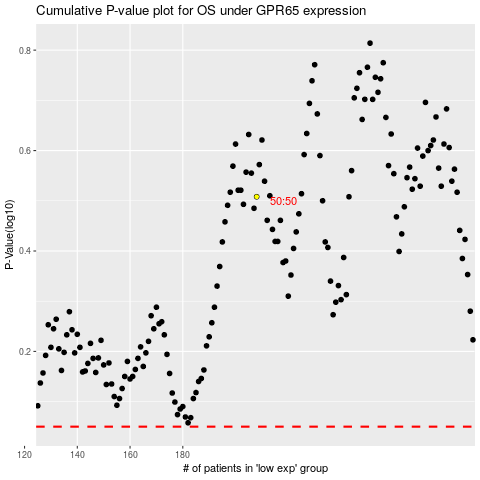 Cumulative P-value plot for OS under GPR65 expression
0.8
0.6
0.4
0.2
P-Value(log10)
50:50
120 140 160 180
# of patients in 'low exp' group